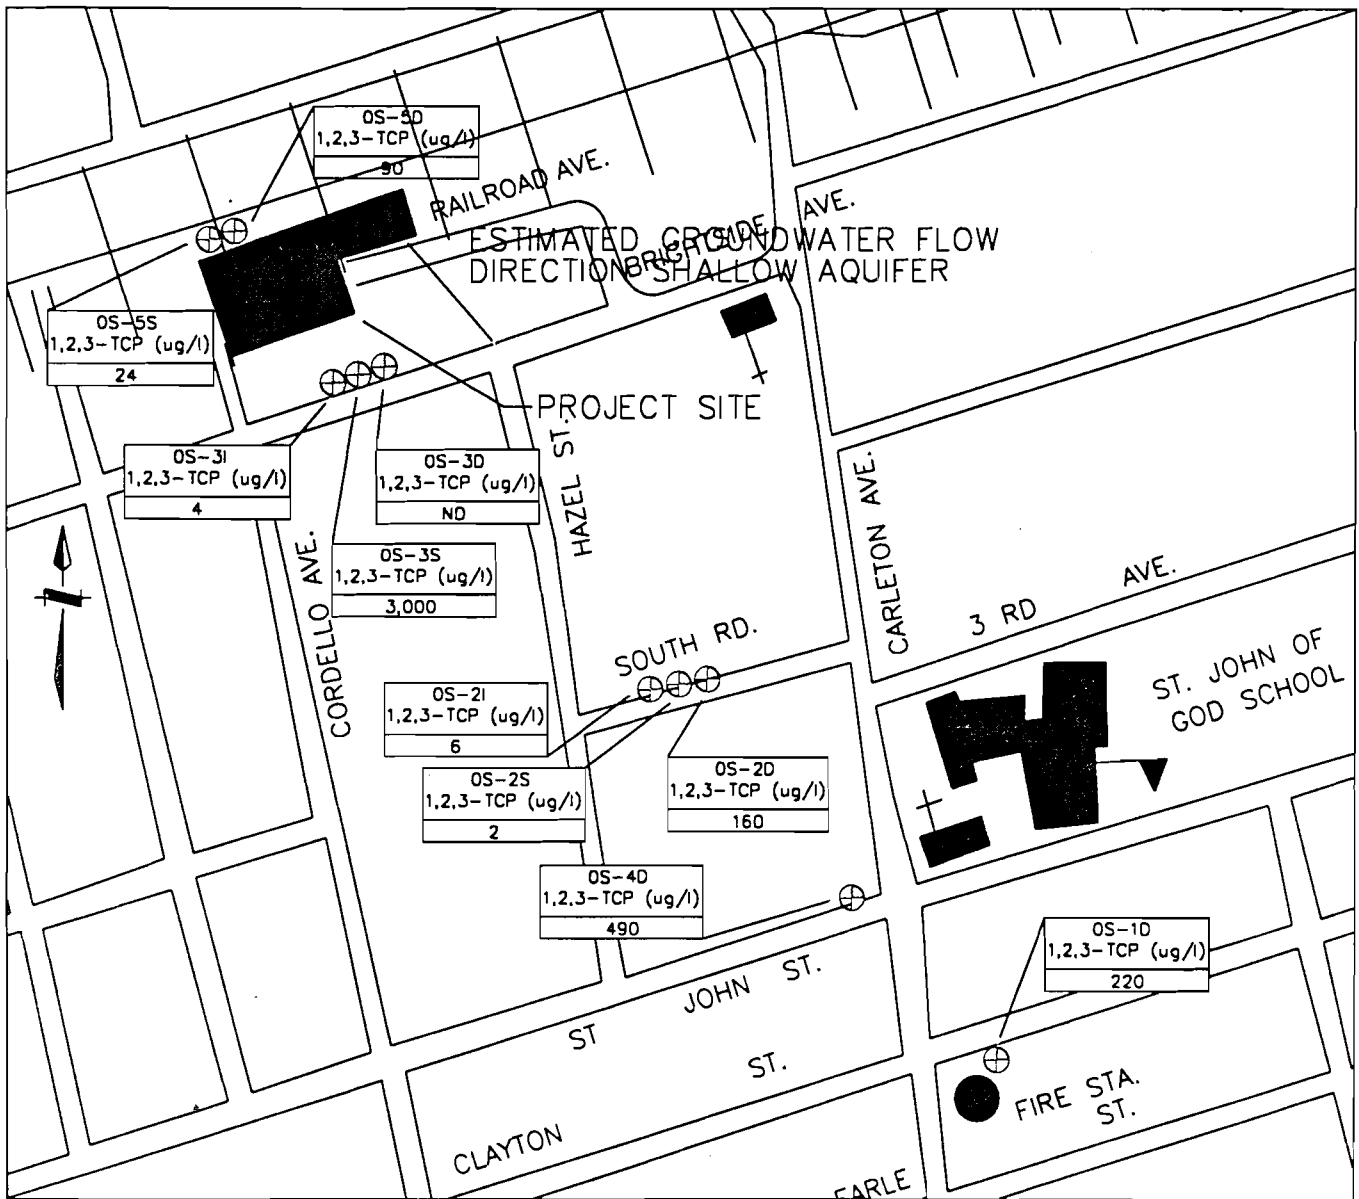 OS-5D
1,2,3-TCP (ug/l)
90
RAILROAD AVE.
BRIGHTSIDE AVE.
ESTIMATED GROUNDWATER FLOW
DIRECTION SHALLOW AQUIFER
OS-5S
1,2,3-TCP (ug/l)
24
PROJECT SITE
OS-3I
1,2,3-TCP (ug/l)
4
OS-3D
1,2,3-TCP (ug/l)
ND
HAZEL ST.
CARLETON AVE.
OS-3S
1,2,3-TCP (ug/l)
3,000
CORDELLO AVE.
3 RD AVE.
SOUTH RD.
ST. JOHN OF
GOD SCHOOL
OS-2I
1,2,3-TCP (ug/l)
6
OS-2S
1,2,3-TCP (ug/l)
2
OS-2D
1,2,3-TCP (ug/l)
160
OS-4D
1,2,3-TCP (ug/l)
490
OS-1D
1,2,3-TCP (ug/l)
220
ST JOHN ST.
CLAYTON ST.
FIRE STA.
EARLE ST.